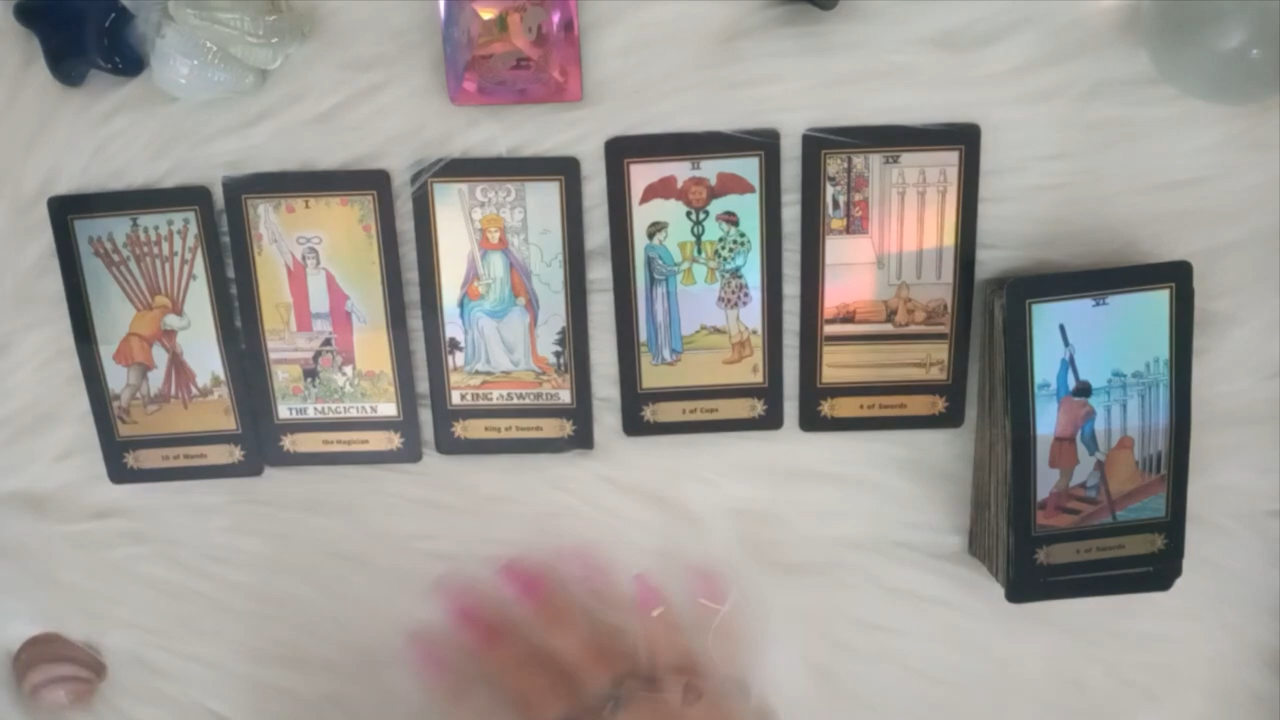 I
10 of Wands
I
THE MAGICIAN
the Magician
KING of SWORDS.
King of Swords
II
2 of Cups
IV
4 of Swords
VI
6 of Swords